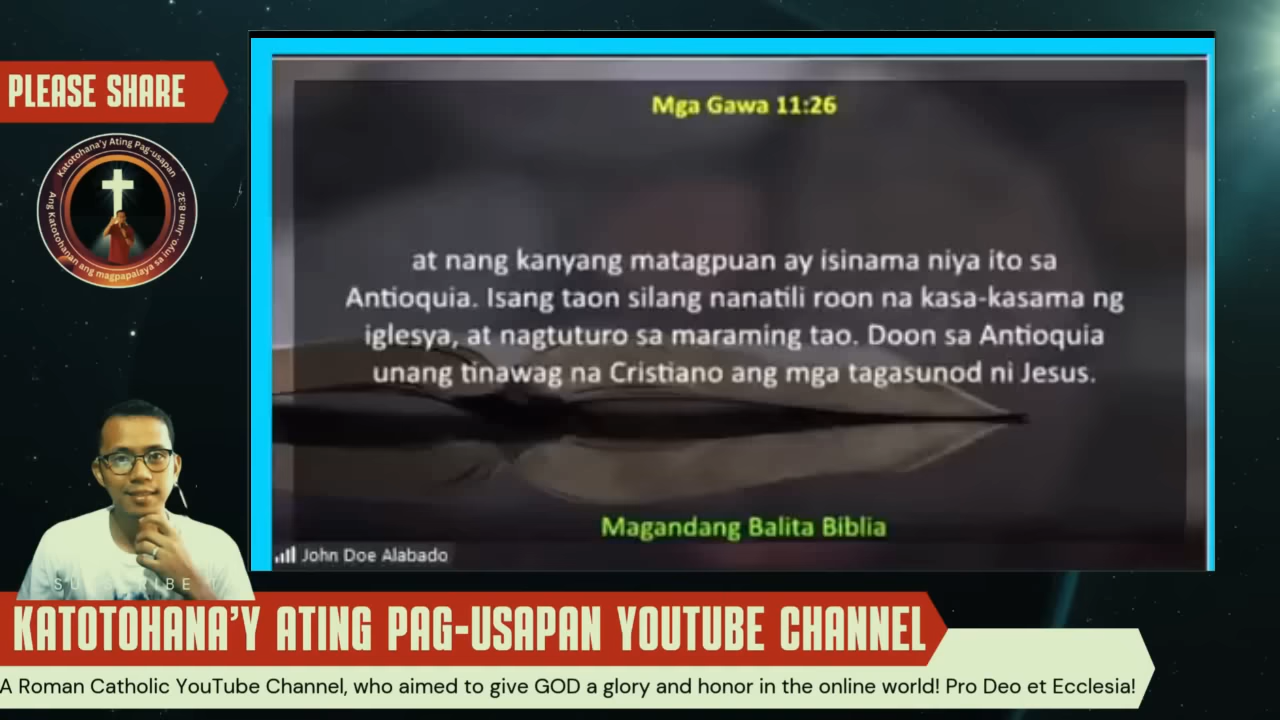 PLEASE SHARE
Katotohana'y Ating Pag-usapan
Ang Katotohanan ang magpapalaya sa inyo. Juan 8:32
Mga Gawa 11:26
at nang kanyang matagpuan ay isinama niya ito sa
Antioquia. Isang taon silang nanatili roon na kasa-kasama ng
iglesya, at nagtuturo sa maraming tao. Doon sa Antioquia
unang tinawag na Cristiano ang mga tagasunod ni Jesus.
Magandang Balita Biblia
John Doe Alabado
KATOTOHANA'Y ATING PAG-USAPAN YOUTUBE CHANNEL
A Roman Catholic YouTube Channel, who aimed to give GOD a glory and honor in the online world! Pro Deo et Ecclesia!